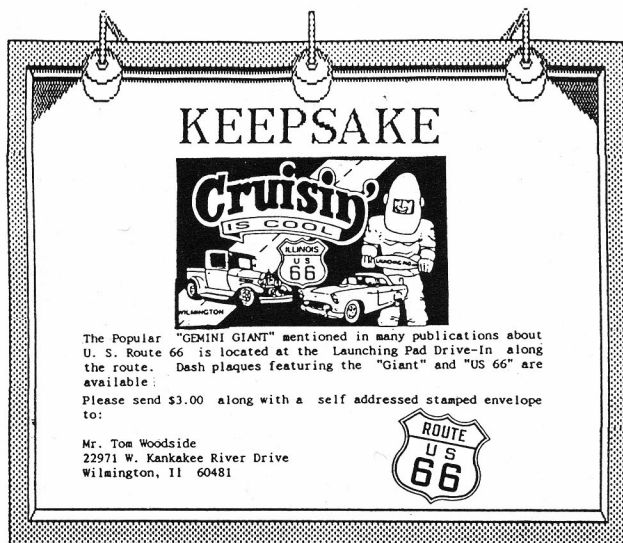 KEEPSAKE
Cruisin'
IS COOL
ILLINOIS
U S
66
LAUNCHING PAD
WILMINGTON
The Popular "GEMINI GIANT" mentioned in many publications about
U. S. Route 66 is located at the Launching Pad Drive-In along
the route. Dash plaques featuring the "Giant" and "US 66" are
available
Please send $3.00 along with a self addressed stamped envelope
to:
Mr. Tom Woodside
22971 W. Kankakee River Drive
Wilmington, Il 60481
ROUTE
U S
66